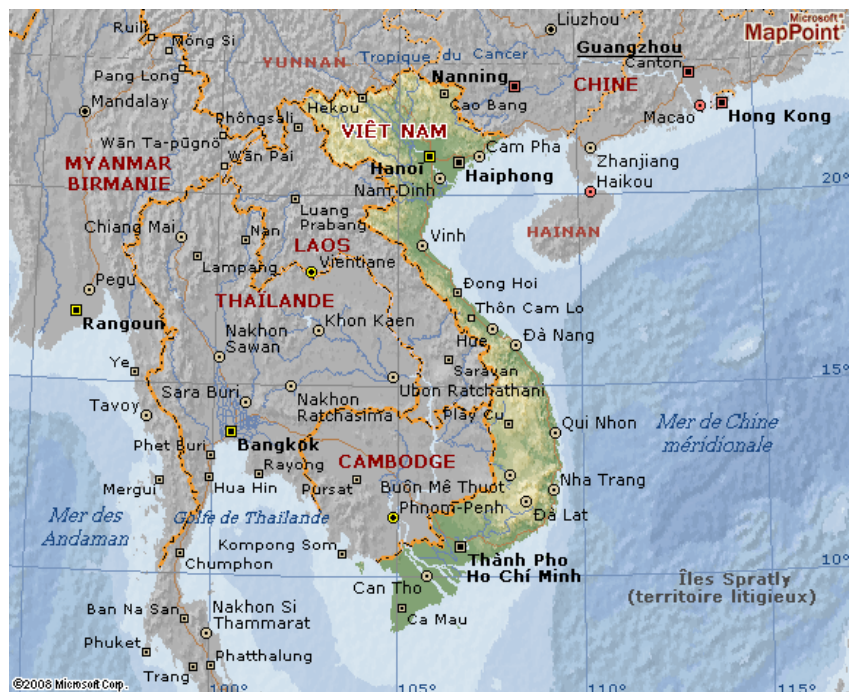 Liuzhou
Microsoft®
MapPoint®
Ruili
Mōng Si
YUNNAN
Tropique du Cancer
Guangzhou
Canton
Pang Long
Nanning
CHINE
Mandalay
Hekou
Cao Bang
Macao
Hong Kong
Phôngsali
VIÊT NAM
Wān Ta-pūgnō
Cam Pha
Zhanjiang
MYANMAR
BIRMANIE
Wān Pai
Hanoi
Haiphong
Haikou
20°
Nam Dinh
Luang
Prabang
Chiang Mai
Nan
LAOS
Vinh
HAINAN
Lampang
Vientiane
Pegu
Dong Hoi
THAÏLANDE
Thôn Cam Lo
Rangoun
Khon Kaen
Nakhon
Sawan
Hue
Đà Nang
Ye
Saravan
15°
Sara Buri
Ubon Ratchathani
Tavoy
Nakhon
Ratchasima
Play Cu
Qui Nhon
Mer de Chine
méridionale
Phet Buri
Bangkok
Rayong
CAMBODGE
Mergui
Hua Hin
Pursat
Buôn Mê Thuot
Nha Trang
Mer des
Andaman
Golfe de Thaïlande
Phnom-Penh
Đà Lat
Kompong Som
Chumphon
Thành Pho
Ho Chí Minh
10°
Can Tho
Îles Spratly
(territoire litigieux)
Ban Na San
Nakhon Si
Thammarat
Ca Mau
Phuket
Phatthalung
Trang
©2008 Microsoft Corp.
100°
105°
110°
115°